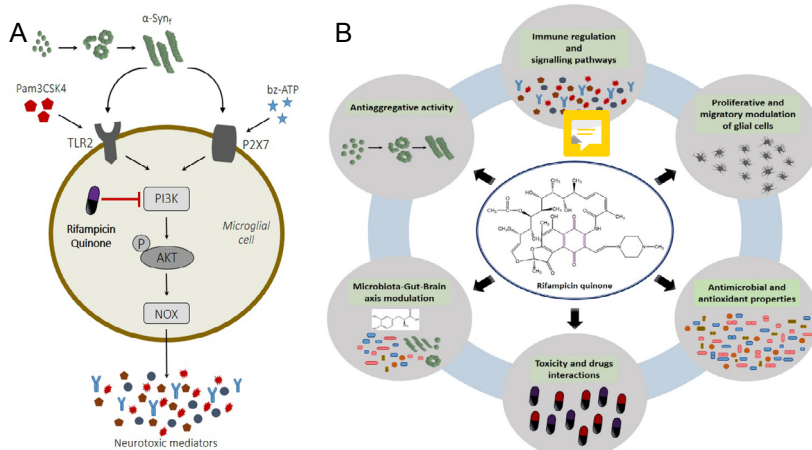 A
α-Synf
Pam3CSK4
bz-ATP
TLR2
P2X7
PI3K
Rifampicin
Quinone
Microglial
cell
P
AKT
NOX
Neurotoxic mediators
B
Immune regulation
and
signalling pathways
Antiaggregative activity
Proliferative and
migratory modulation
of glial cells
Rifampicin quinone
Microbiota-Gut-Brain
axis modulation
Antimicrobial and
antioxidant properties
Toxicity and drugs
interactions